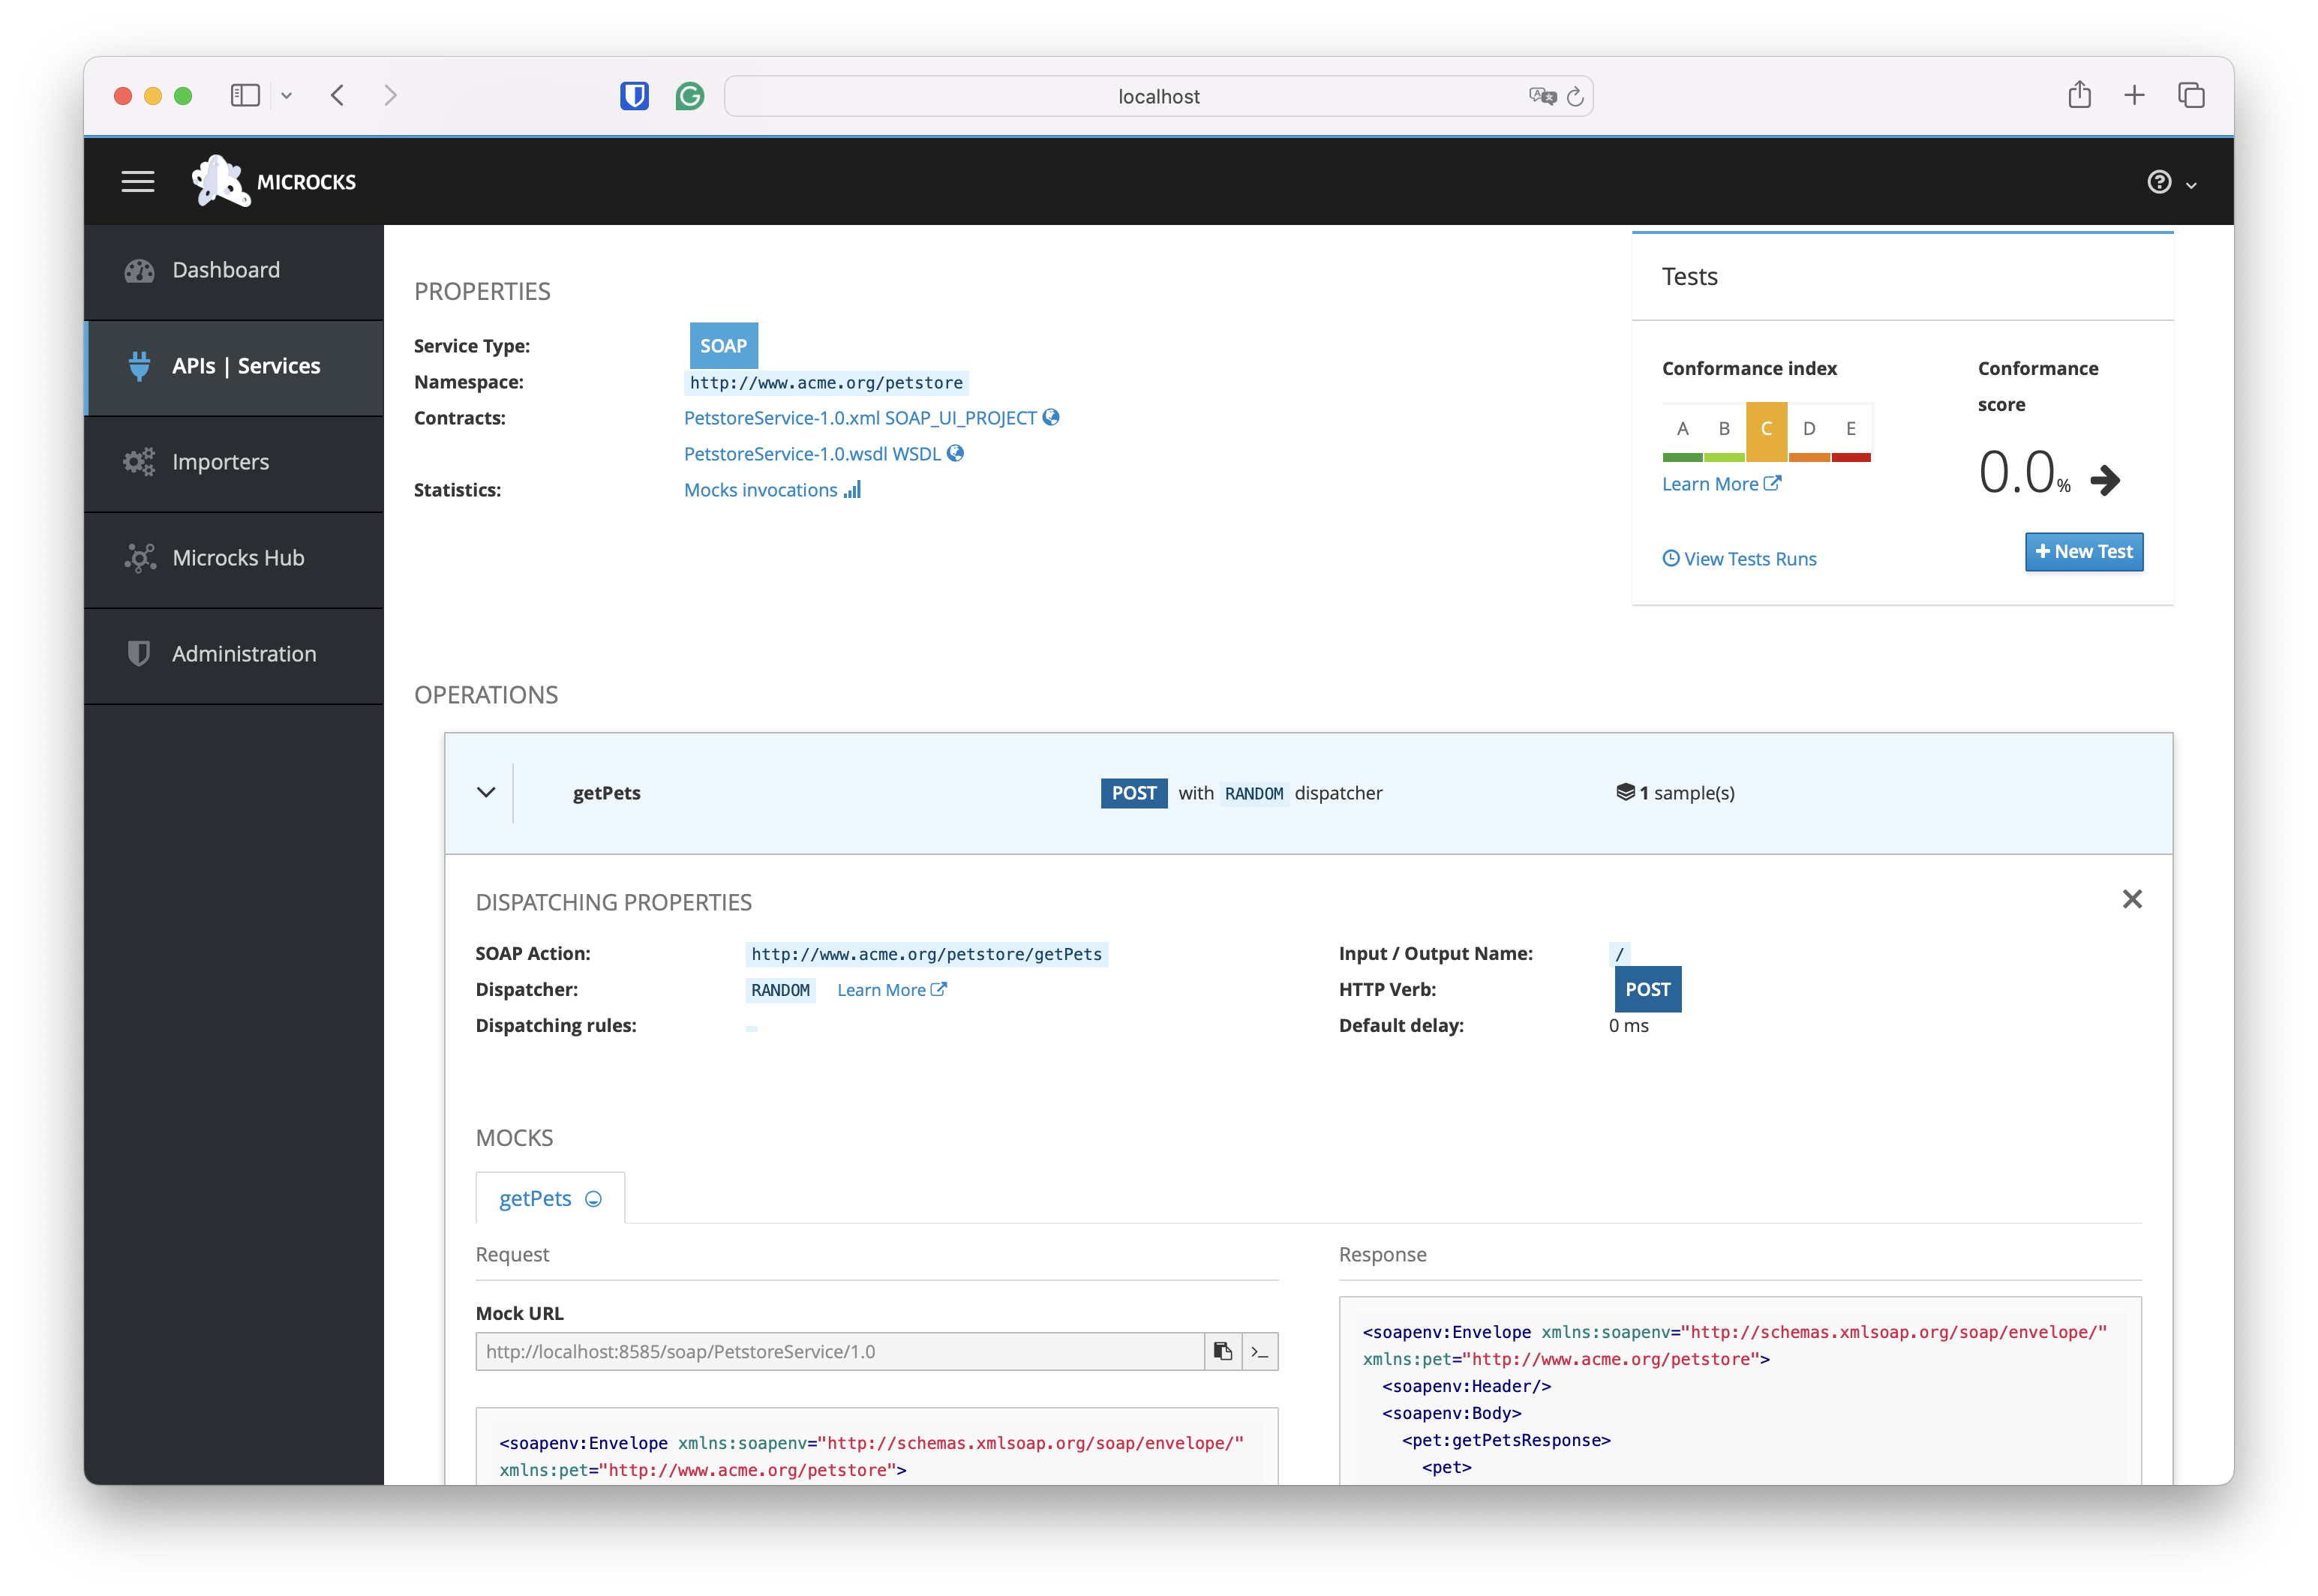 localhost
MICROCKS
Dashboard
APIs | Services
Importers
Microcks Hub
Administration
PROPERTIES
Service Type: SOAP
Namespace: http://www.acme.org/petstore
Contracts: PetstoreService-1.0.xml SOAP_UI_PROJECT
PetstoreService-1.0.wsdl WSDL
Statistics: Mocks invocations
Tests
Conformance index
A B C D E
Learn More
Conformance
score
0.0%
View Tests Runs
New Test
OPERATIONS
getPets POST with RANDOM dispatcher 1 sample(s)
DISPATCHING PROPERTIES
SOAP Action: http://www.acme.org/petstore/getPets
Dispatcher: RANDOM Learn More
Dispatching rules:
Input / Output Name: /
HTTP Verb: POST
Default delay: 0 ms
MOCKS
getPets
Request
Mock URL
http://localhost:8585/soap/PetstoreService/1.0
<soapenv:Envelope xmlns:soapenv="http://schemas.xmlsoap.org/soap/envelope/"
xmlns:pet="http://www.acme.org/petstore">
Response
<soapenv:Envelope xmlns:soapenv="http://schemas.xmlsoap.org/soap/envelope/"
xmlns:pet="http://www.acme.org/petstore">
<soapenv:Header/>
<soapenv:Body>
<pet:getPetsResponse>
<pet>